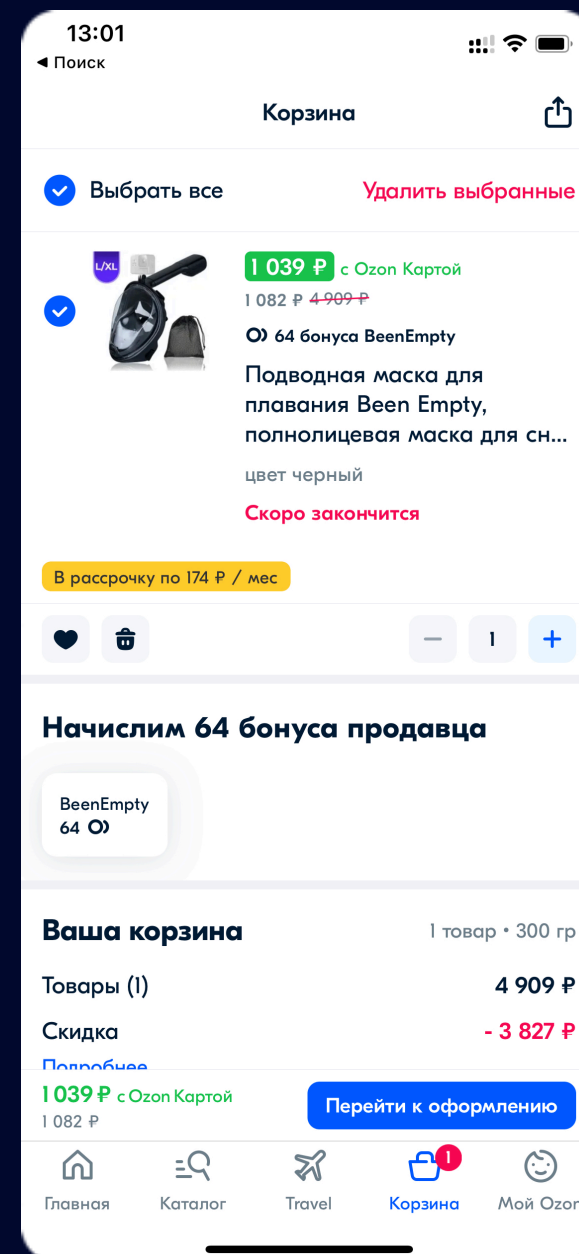 13:01
◀ Поиск
Корзина
Выбрать все
Удалить выбранные
L/XL
1 039 ₽ с Ozon Картой
1 082 ₽ 4 909 ₽
64 бонуса BeenEmpty
Подводная маска для
плавания Been Empty,
полнолицевая маска для сн...
цвет черный
Скоро закончится
В рассрочку по 174 ₽ / мес
1
Начислим 64 бонуса продавца
BeenEmpty
64
Ваша корзина
1 товар • 300 гр
Товары (1)
4 909 ₽
Скидка
- 3 827 ₽
Подробнее
1 039 ₽ с Ozon Картой
1 082 ₽
Перейти к оформлению
1
Главная
Каталог
Travel
Корзина
Мой Ozon